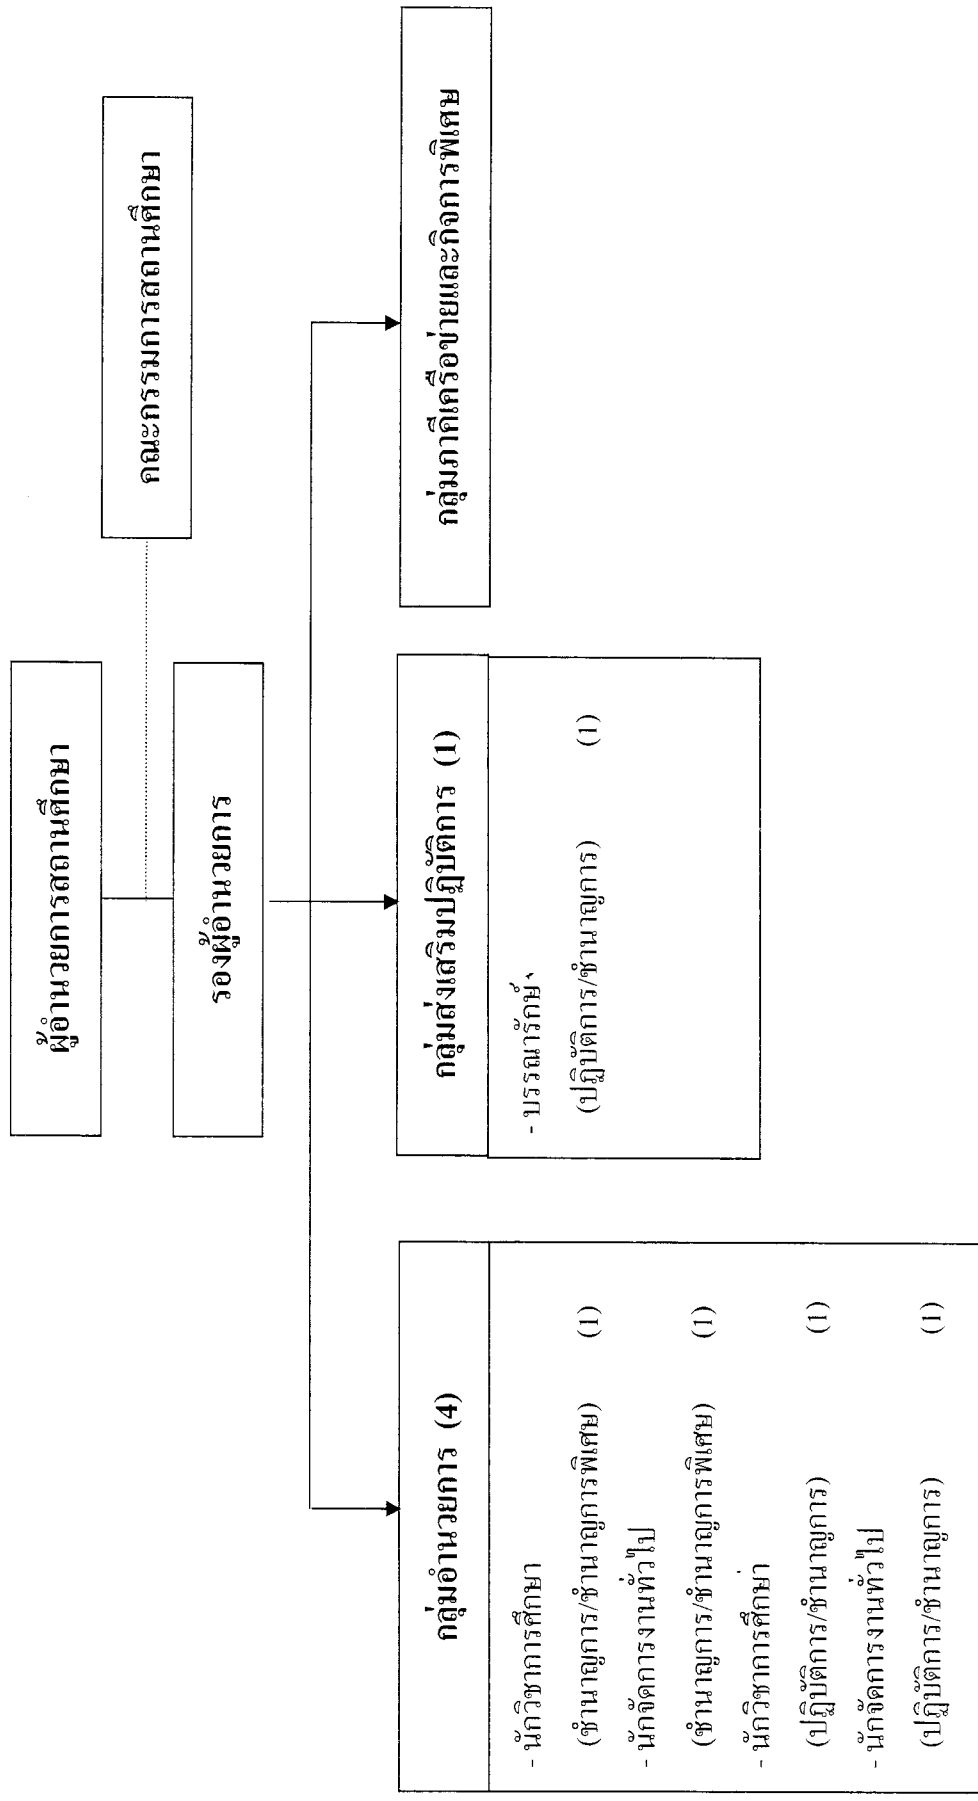 ผู้อำนวยการสถานศึกษา
คณะกรรมการสถานศึกษา
รองผู้อำนวยการ
กลุ่มอำนวยการ (4)
- นักวิชาการศึกษา
(ชำนาญการ/ชำนาญการพิเศษ) (1)
- นักจัดการงานทั่วไป
(ชำนาญการ/ชำนาญการพิเศษ) (1)
- นักวิชาการศึกษา
(ปฏิบัติการ/ชำนาญการ) (1)
- นักจัดการงานทั่วไป
(ปฏิบัติการ/ชำนาญการ) (1)
กลุ่มส่งเสริมปฏิบัติการ (1)
- บรรณารักษ์
(ปฏิบัติการ/ชำนาญการ) (1)
กลุ่มภาคีเครือข่ายและกิจการพิเศษ